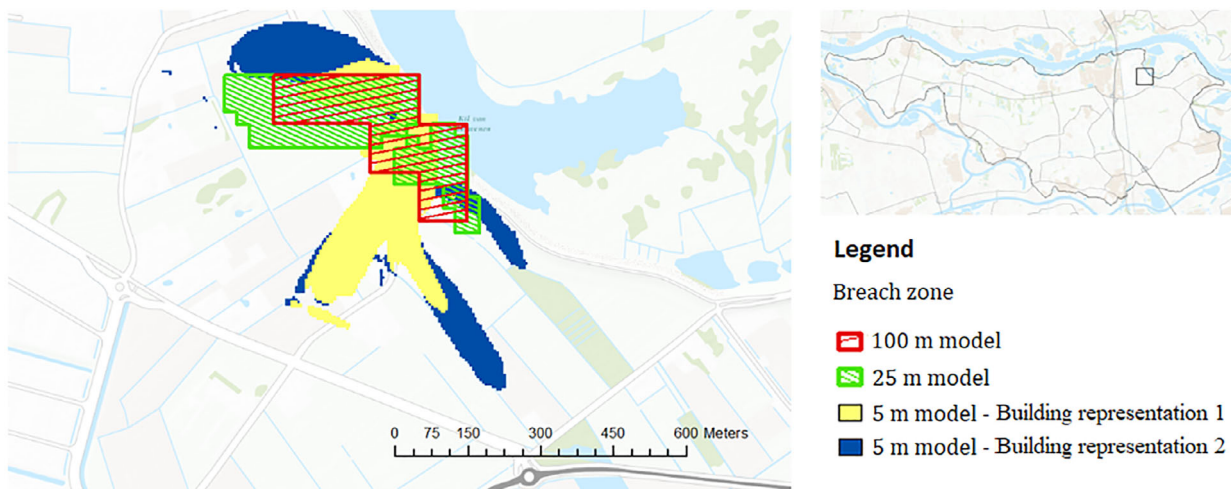 0 75 150 300 450 600 Meters
Legend
Breach zone
100 m model
25 m model
5 m model - Building representation 1
5 m model - Building representation 2